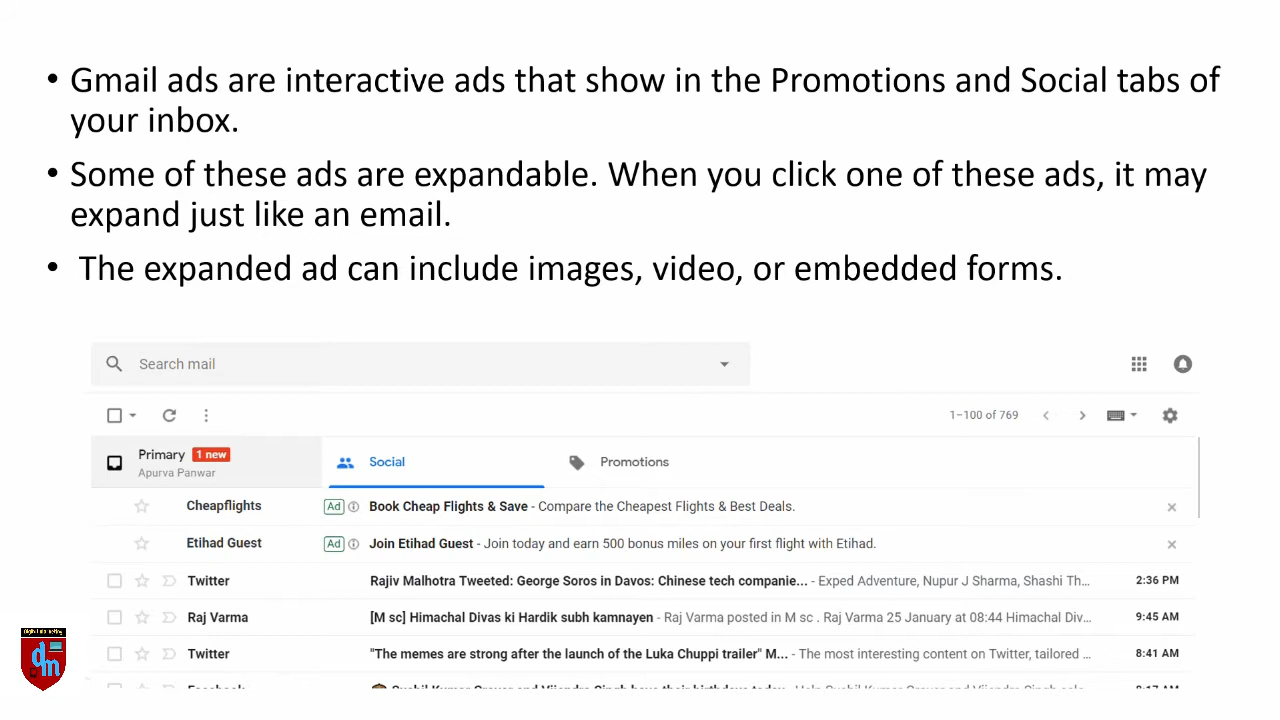 • Gmail ads are interactive ads that show in the Promotions and Social tabs of
your inbox.
• Some of these ads are expandable. When you click one of these ads, it may
expand just like an email.
• The expanded ad can include images, video, or embedded forms.
Search mail
1–100 of 769
Primary 1 new
Apurva Panwar
Social
Promotions
Cheapflights Ad Book Cheap Flights & Save - Compare the Cheapest Flights & Best Deals.
Etihad Guest Ad Join Etihad Guest - Join today and earn 500 bonus miles on your first flight with Etihad.
Twitter Rajiv Malhotra Tweeted: George Soros in Davos: Chinese tech companie... - Exped Adventure, Nupur J Sharma, Shashi Th... 2:36 PM
Raj Varma [M sc] Himachal Divas ki Hardik subh kamnayen - Raj Varma posted in M sc . Raj Varma 25 January at 08:44 Himachal Div... 9:45 AM
Twitter "The memes are strong after the launch of the Luka Chuppi trailer" M... - The most interesting content on Twitter, tailored ... 8:41 AM
dm